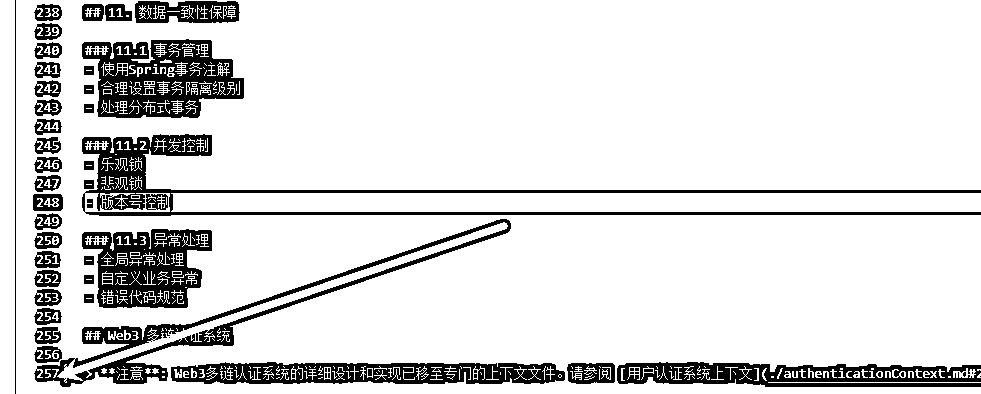 238 ## 11. 数据一致性保障
239
240 ### 11.1 事务管理
241 - 使用Spring事务注解
242 - 合理设置事务隔离级别
243 - 处理分布式事务
244
245 ### 11.2 并发控制
246 - 乐观锁
247 - 悲观锁
248 - 版本号控制
249
250 ### 11.3 异常处理
251 - 全局异常处理
252 - 自定义业务异常
253 - 错误代码规范
254
255 ## Web3 多链认证系统
256
257 > **注意**: Web3多链认证系统的详细设计和实现已移至专门的上下文文件。请参阅 [用户认证系统上下文](./authenticationContext.md#2